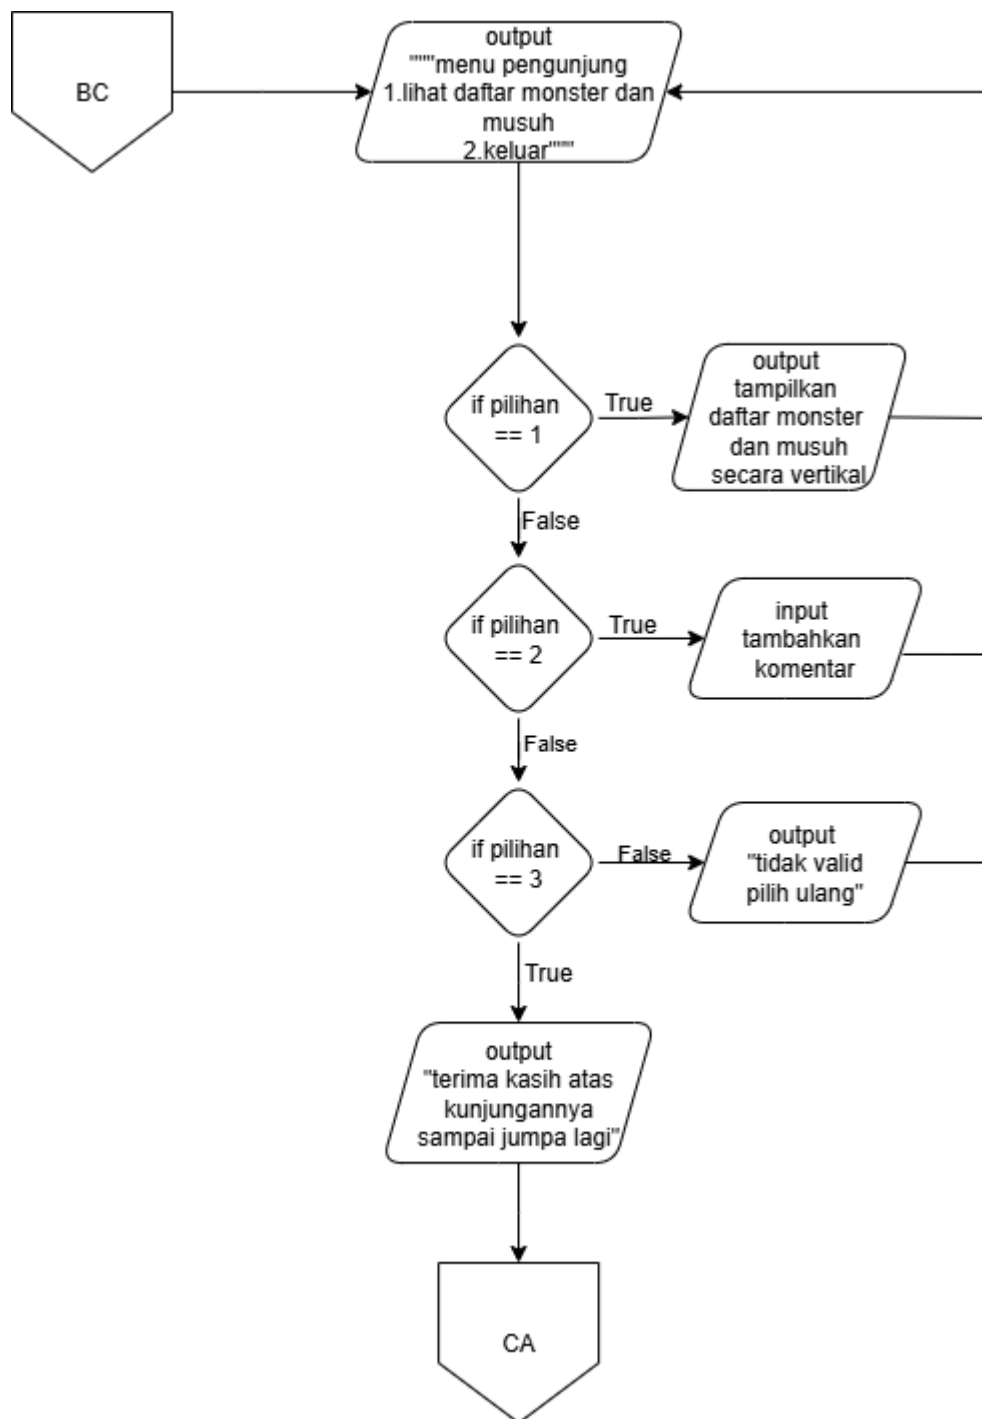 BC
output
"""menu pengunjung
1.lihat daftar monster dan
musuh
2.keluar"""
if pilihan
== 1
True
output
tampilkan
daftar monster
dan musuh
secara vertikal
False
if pilihan
== 2
True
input
tambahkan
komentar
False
if pilihan
== 3
False
output
"tidak valid
pilih ulang"
True
output
"terima kasih atas
kunjungannya
sampai jumpa lagi"
CA